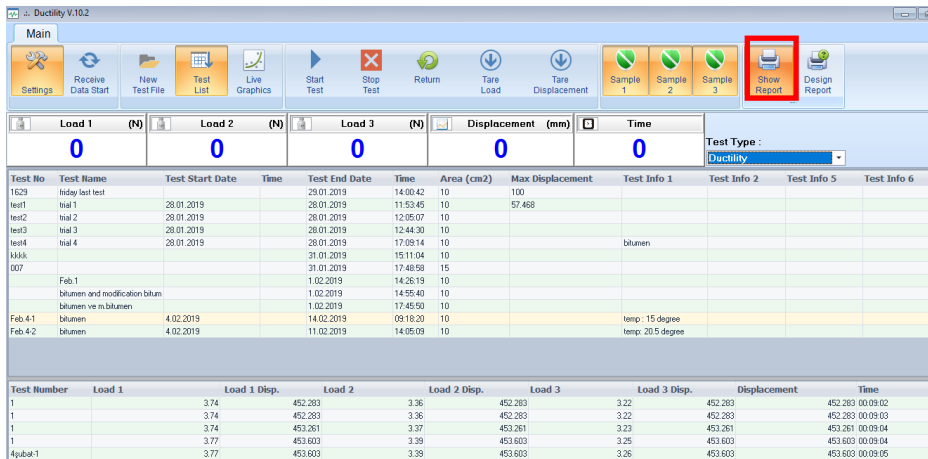 .:. Ductility V.10.2
Main
Settings Receive Data Start New Test File Test List Live Graphics Start Test Stop Test Return Tare Load Tare Displacement Sample 1 Sample 2 Sample 3 Show Report Design Report
Load 1 (N) Load 2 (N) Load 3 (N) Displacement (mm) Time
0 0 0 0 0
Test Type :
Ductility
Test No Test Name Test Start Date Time Test End Date Time Area (cm2) Max Displacement Test Info 1 Test Info 2 Test Info 5 Test Info 6
1629 friday last test 29.01.2019 14:00:42 10 100
test1 trial 1 28.01.2019 28.01.2019 11:53:45 10 57.468
test2 trial 2 28.01.2019 28.01.2019 12:05:07 10
test3 trial 3 28.01.2019 28.01.2019 12:44:30 10
test4 trial 4 28.01.2019 28.01.2019 17:09:14 10 bitumen
kkkk 31.01.2019 15:11:04 10
007 31.01.2019 17:48:58 15
Feb.1 1.02.2019 14:26:19 10
bitumen and modification bitum 1.02.2019 14:55:40 10
bitumen ve m.bitumen 1.02.2019 17:45:50 10
Feb.4-1 bitumen 4.02.2019 14.02.2019 09:18:20 10 temp : 15 degree
Feb.4-2 bitumen 4.02.2019 11.02.2019 14:05:09 10 temp: 20.5 degree
Test Number Load 1 Load 1 Disp. Load 2 Load 2 Disp. Load 3 Load 3 Disp. Displacement Time
1 3.74 452.283 3.36 452.283 3.22 452.283 452.283 00:09:02
1 3.74 452.283 3.36 452.283 3.22 452.283 452.283 00:09:03
1 3.74 453.261 3.37 453.261 3.23 453.261 453.261 00:09:04
1 3.77 453.603 3.39 453.603 3.25 453.603 453.603 00:09:04
4şubat-1 3.77 453.603 3.39 453.603 3.26 453.603 453.603 00:09:05